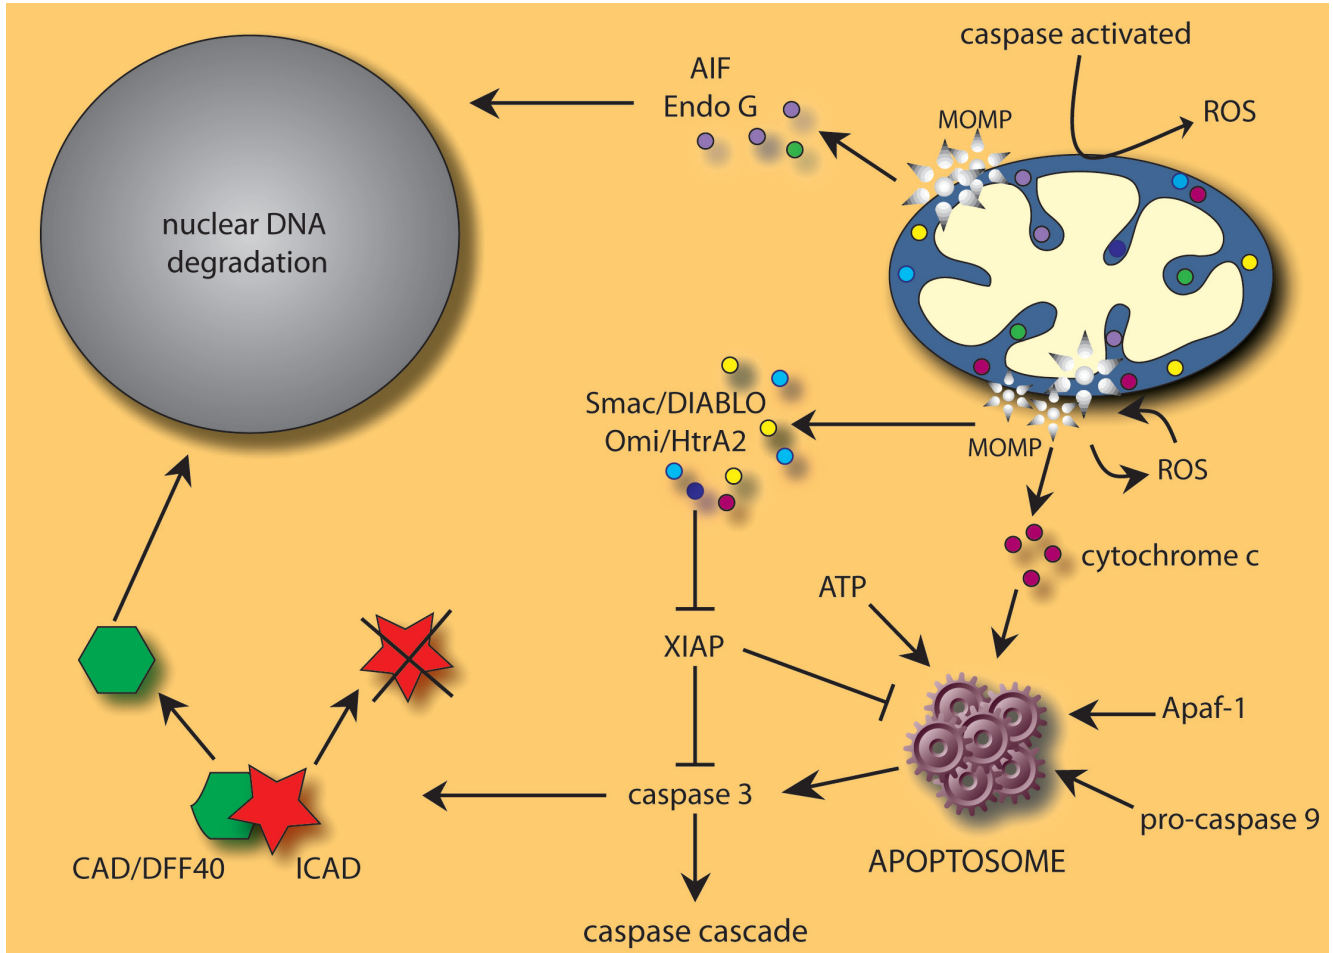 caspase activated
AIF
Endo G
MOMP
ROS
nuclear DNA
degradation
Smac/DIABLO
Omi/HtrA2
MOMP
ROS
cytochrome c
ATP
XIAP
Apaf-1
caspase 3
pro-caspase 9
CAD/DFF40
ICAD
APOPTOSOME
caspase cascade